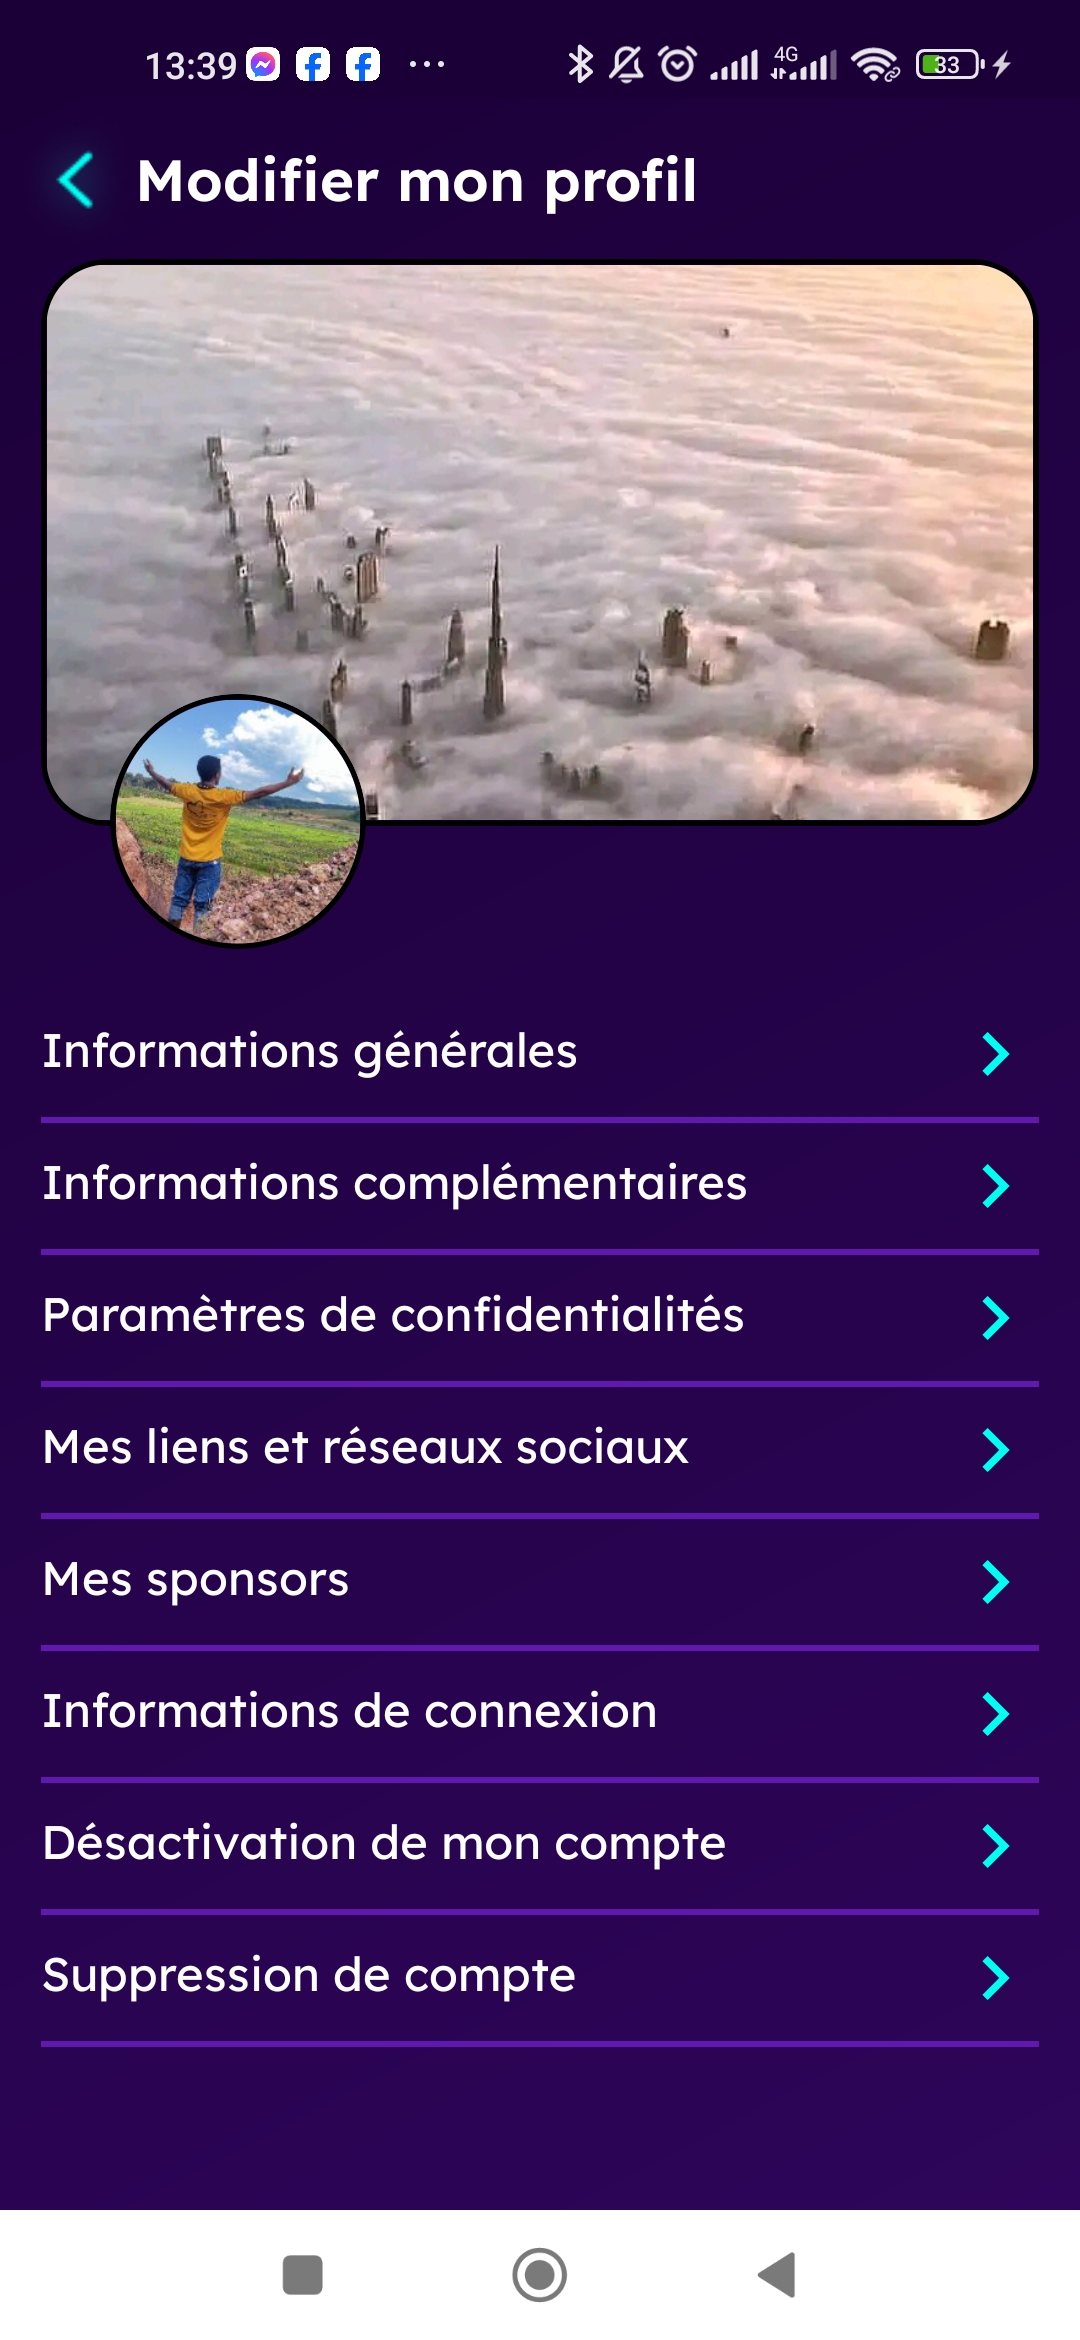 13:39
4G
33
Modifier mon profil
Informations générales
Informations complémentaires
Paramètres de confidentialités
Mes liens et réseaux sociaux
Mes sponsors
Informations de connexion
Désactivation de mon compte
Suppression de compte